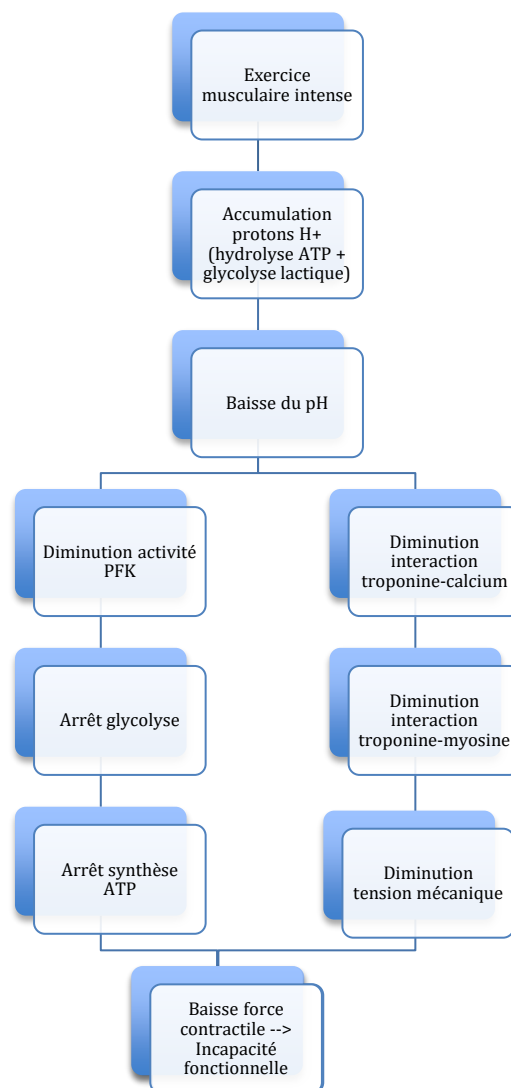 Exercice
musculaire intense
Accumulation
protons H+
(hydrolyse ATP +
glycolyse lactique)
Baisse du pH
Diminution activité
PFK
Diminution
interaction
troponine-calcium
Arrêt glycolyse
Diminution
interaction
troponine-myosine
Arrêt synthèse
ATP
Diminution
tension mécanique
Baisse force
contractile -->
Incapacité
fonctionnelle